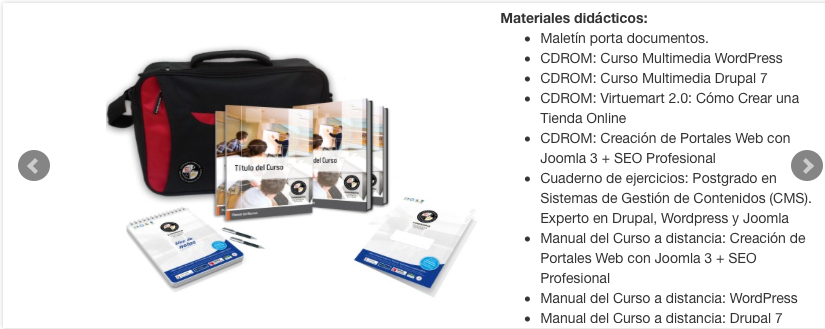 Materiales didácticos:
Maletín porta documentos.
CDROM: Curso Multimedia WordPress
CDROM: Curso Multimedia Drupal 7
CDROM: Virtuemart 2.0: Cómo Crear una
Tienda Online
CDROM: Creación de Portales Web con
Joomla 3 + SEO Profesional
Cuaderno de ejercicios: Postgrado en
Sistemas de Gestión de Contenidos (CMS).
Experto en Drupal, Wordpress y Joomla
Manual del Curso a distancia: Creación de
Portales Web con Joomla 3 + SEO
Profesional
Manual del Curso a distancia: WordPress
Manual del Curso a distancia: Drupal 7
Título del Curso
del Curso